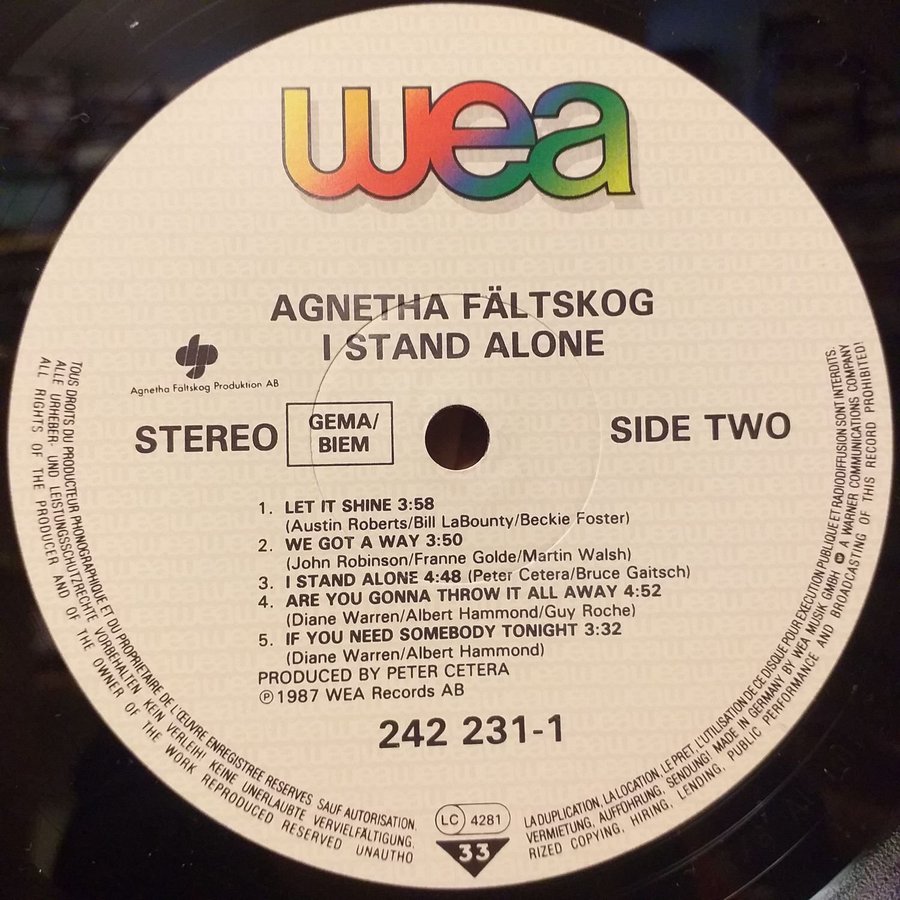 wea
AGNETHA FÄLTSKOG
I STAND ALONE
Agnetha Fältskog Produktion AB
STEREO
GEMA/
BIEM
SIDE TWO
1. LET IT SHINE 3:58
(Austin Roberts/Bill LaBounty/Beckie Foster)
2. WE GOT A WAY 3:50
(John Robinson/Franne Golde/Martin Walsh)
3. I STAND ALONE 4:48 (Peter Cetera/Bruce Gaitsch)
4. ARE YOU GONNA THROW IT ALL AWAY 4:52
(Diane Warren/Albert Hammond/Guy Roche)
5. IF YOU NEED SOMEBODY TONIGHT 3:32
(Diane Warren/Albert Hammond)
PRODUCED BY PETER CETERA
℗ 1987 WEA Records AB
242 231-1
LC 4281
33
TOUS DROITS DU PRODUCTEUR PHONOGRAPHIQUE ET DU PROPRIETAIRE DE L'ŒUVRE ENREGISTREE RESERVES SAUF AUTORISATION.
LA DUPLICATION, LA LOCATION, LE PRET, L'UTILISATION DE CE DISQUE POUR EXECUTION PUBLIQUE ET RADIODIFFUSION SONT INTERDITS.
ALLE URHEBER- UND LEISTUNGSSCHUTZRECHTE VORBEHALTEN KEIN VERLEIH! KEINE UNERLAUBTE VERVIELFÄLTIGUNG,
VERMIETUNG, AUFFÜHRUNG, SENDUNG! MADE IN GERMANY BY WEA MUSIK GMBH A WARNER COMMUNICATIONS COMPANY
ALL RIGHTS OF THE PRODUCER AND OF THE OWNER OF THE WORK REPRODUCED RESERVED UNAUTHO
RIZED COPYING, HIRING, LENDING, PUBLIC PERFORMANCE AND BROADCASTING OF THIS RECORD PROHIBITED!